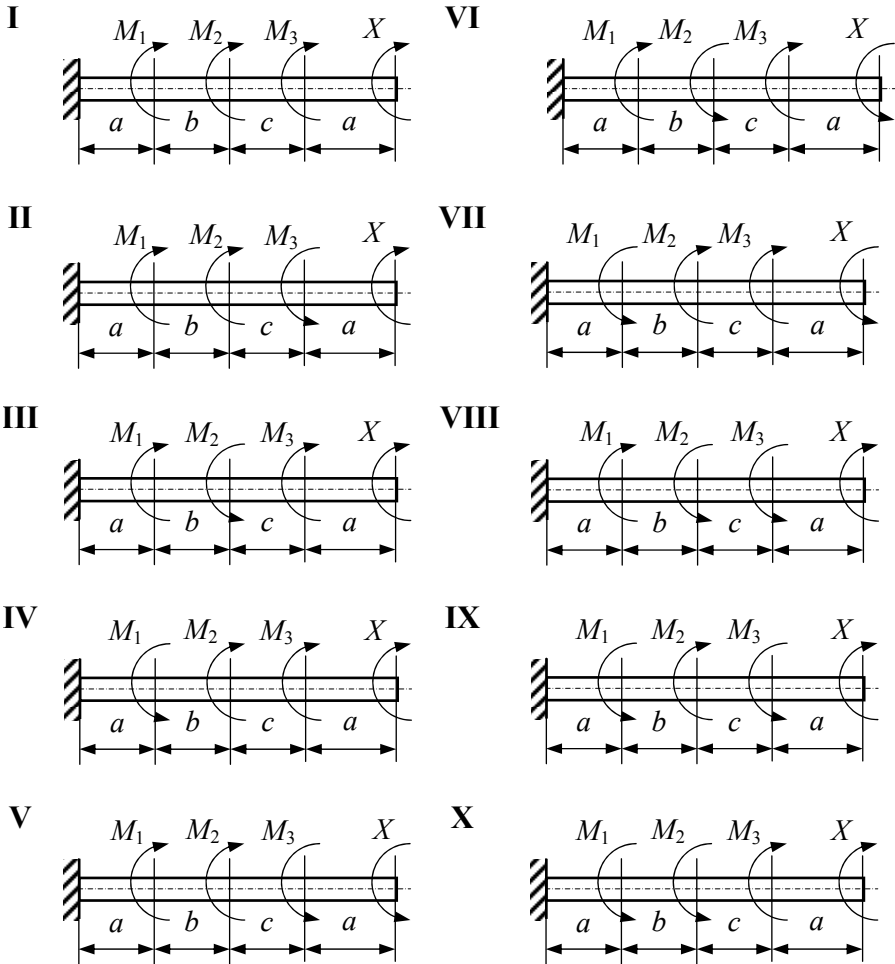 I M₁ M₂ M₃ X
a b c a
VI M₁ M₂ M₃ X
a b c a
II M₁ M₂ M₃ X
a b c a
VII M₁ M₂ M₃ X
a b c a
III M₁ M₂ M₃ X
a b c a
VIII M₁ M₂ M₃ X
a b c a
IV M₁ M₂ M₃ X
a b c a
IX M₁ M₂ M₃ X
a b c a
V M₁ M₂ M₃ X
a b c a
X M₁ M₂ M₃ X
a b c a